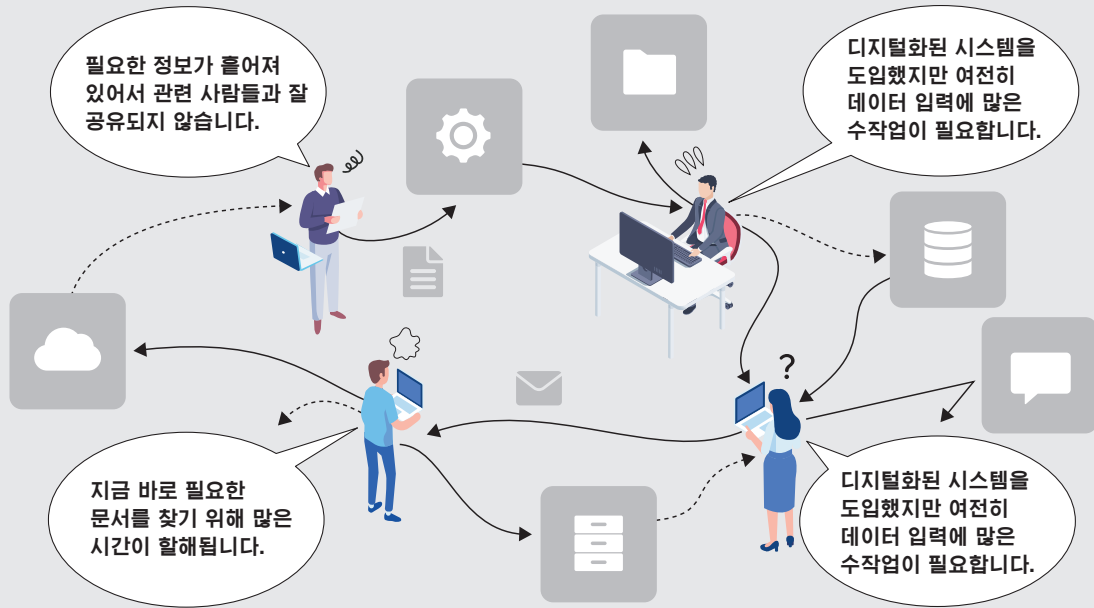 필요한 정보가 흩어져
있어서 관련 사람들과 잘
공유되지 않습니다.
디지털화된 시스템을
도입했지만 여전히
데이터 입력에 많은
수작업이 필요합니다.
?
지금 바로 필요한
문서를 찾기 위해 많은
시간이 할해됩니다.
디지털화된 시스템을
도입했지만 여전히
데이터 입력에 많은
수작업이 필요합니다.